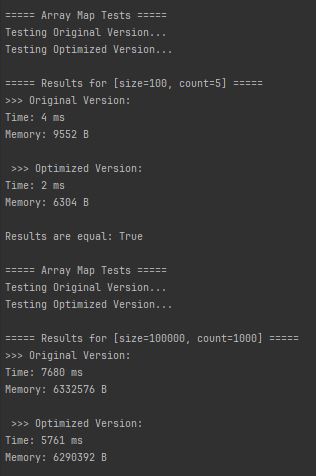 ===== Array Map Tests =====
Testing Original Version...
Testing Optimized Version...

===== Results for [size=100, count=5] =====
>>> Original Version:
Time: 4 ms
Memory: 9552 B

 >>> Optimized Version:
Time: 2 ms
Memory: 6304 B

Results are equal: True

===== Array Map Tests =====
Testing Original Version...
Testing Optimized Version...

===== Results for [size=100000, count=1000] =====
>>> Original Version:
Time: 7680 ms
Memory: 6332576 B

 >>> Optimized Version:
Time: 5761 ms
Memory: 6290392 B